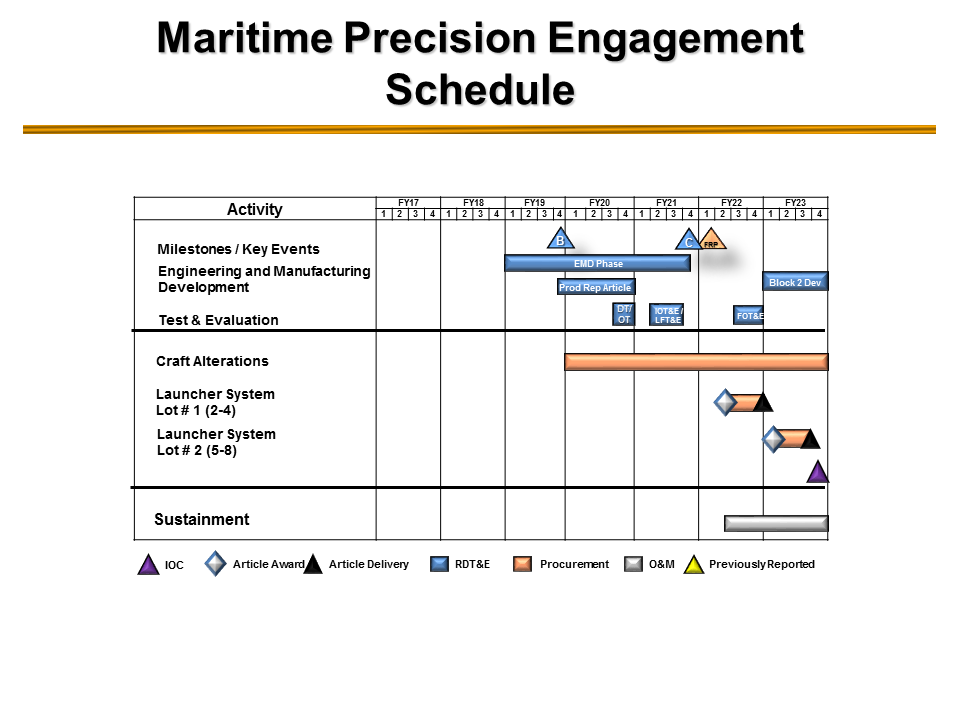 Maritime Precision Engagement
Schedule
Activity
FY17 FY18 FY19 FY20 FY21 FY22 FY23
1 2 3 4 1 2 3 4 1 2 3 4 1 2 3 4 1 2 3 4 1 2 3 4 1 2 3 4
Milestones / Key Events
B
C
FRP
Engineering and Manufacturing
Development
EMD Phase
Prod Rep Article
Block 2 Dev
Test & Evaluation
DT/
OT
IOT&E /
LFT&E
FOT&E
Craft Alterations
Launcher System
Lot # 1 (2-4)
Launcher System
Lot # 2 (5-8)
Sustainment
IOC Article Award Article Delivery RDT&E Procurement O&M Previously Reported